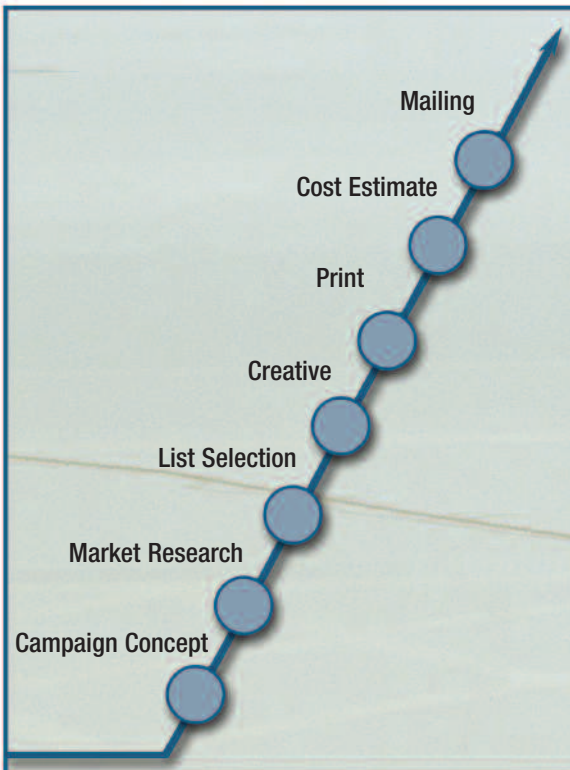 Mailing
Cost Estimate
Print
Creative
List Selection
Market Research
Campaign Concept